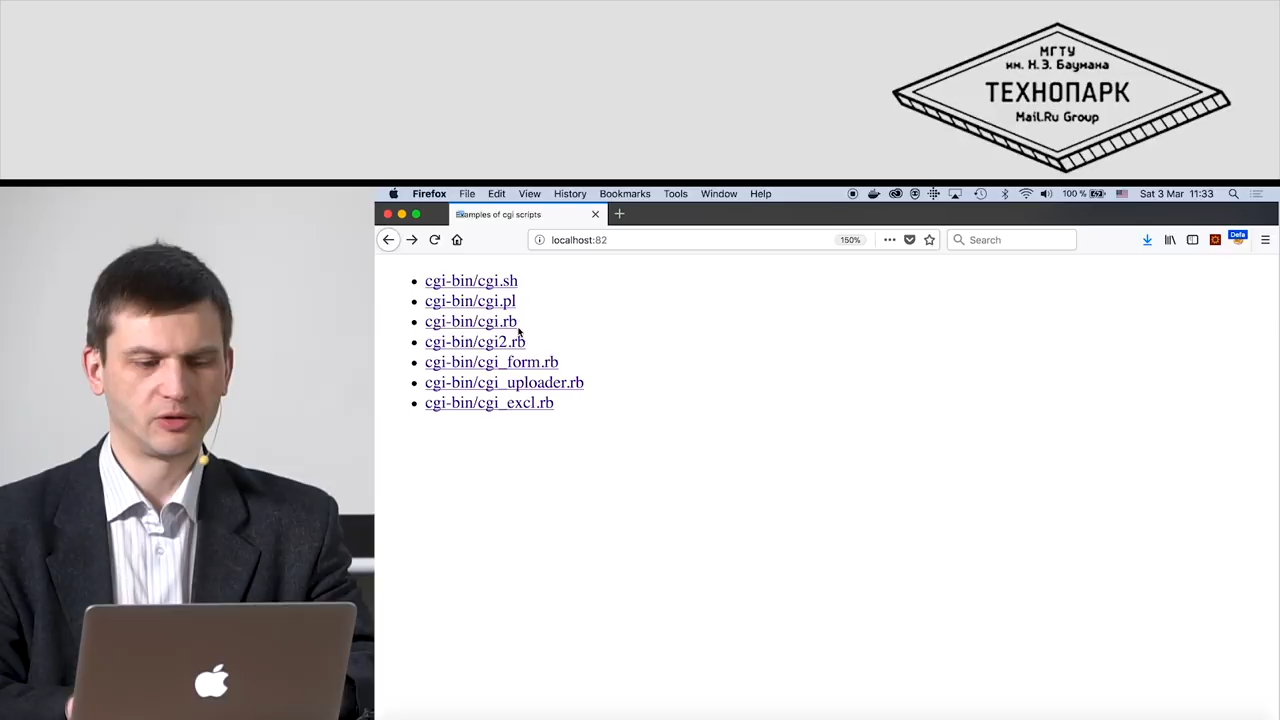 МГТУ
им. Н.Э. Баумана
ТЕХНОПАРК
Mail.Ru Group
Firefox File Edit View History Bookmarks Tools Window Help 100 % Sat 3 Mar 11:33
Examples of cgi scripts
localhost:82 150% Search Defa
cgi-bin/cgi.sh
cgi-bin/cgi.pl
cgi-bin/cgi.rb
cgi-bin/cgi2.rb
cgi-bin/cgi_form.rb
cgi-bin/cgi_uploader.rb
cgi-bin/cgi_excl.rb